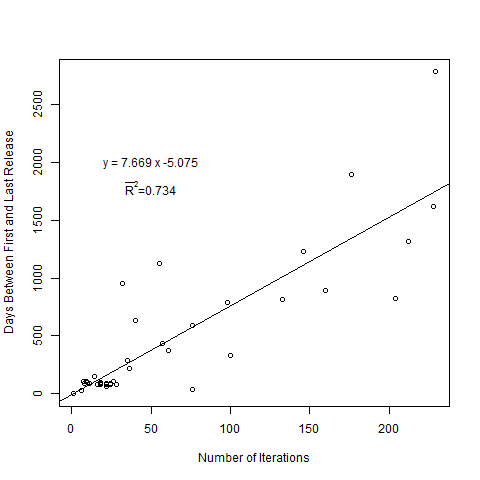 y = 7.669 x -5.075
R²=0.734
Days Between First and Last Release
0
500
1000
1500
2000
2500
0 50 100 150 200
Number of Iterations